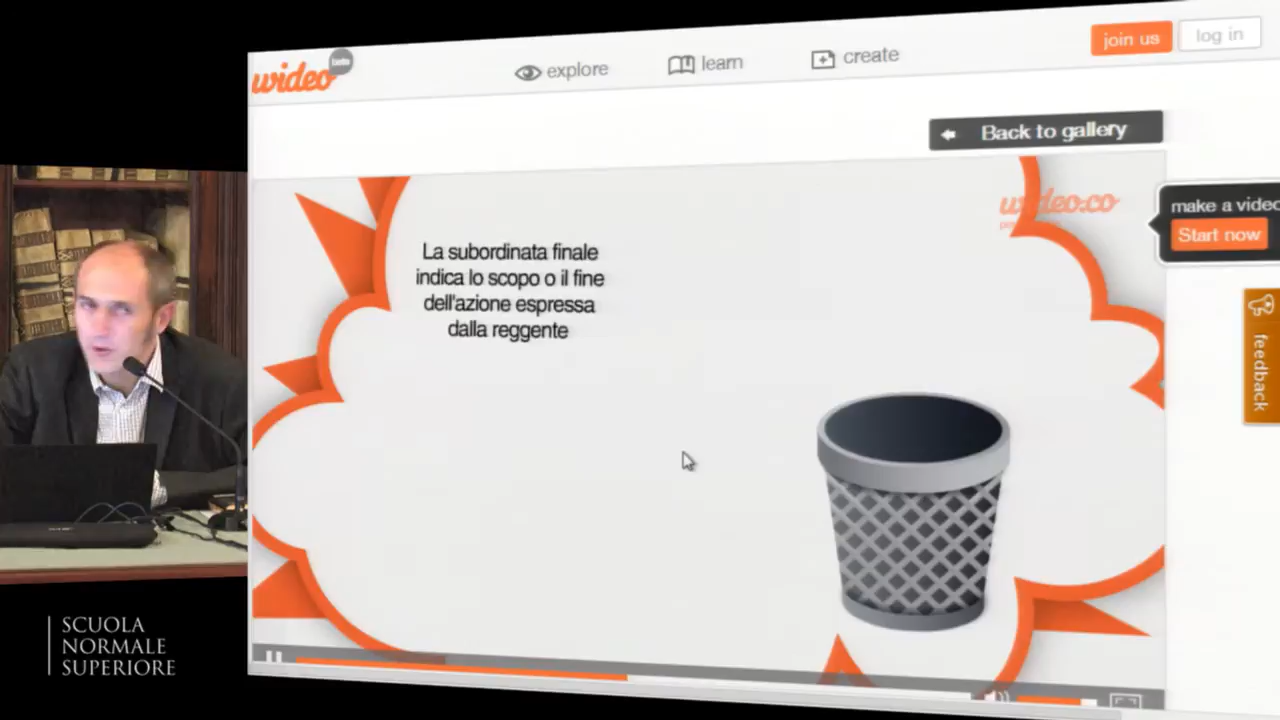 wideo
beta
explore
learn
create
join us
log in
Back to gallery
wideo.co
make a video
Start now
La subordinata finale
indica lo scopo o il fine
dell'azione espressa
dalla reggente
feedback
SCUOLA
NORMALE
SUPERIORE